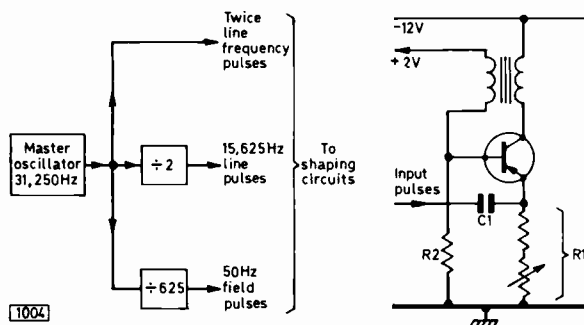 Twice
line
frequency
pulses
Master
oscillator
31,250Hz
÷2
15,625Hz
line
pulses
To
shaping
circuits
÷625
50Hz
field
pulses
1004
-12V
+2V
Input
pulses
C1
R2
R1